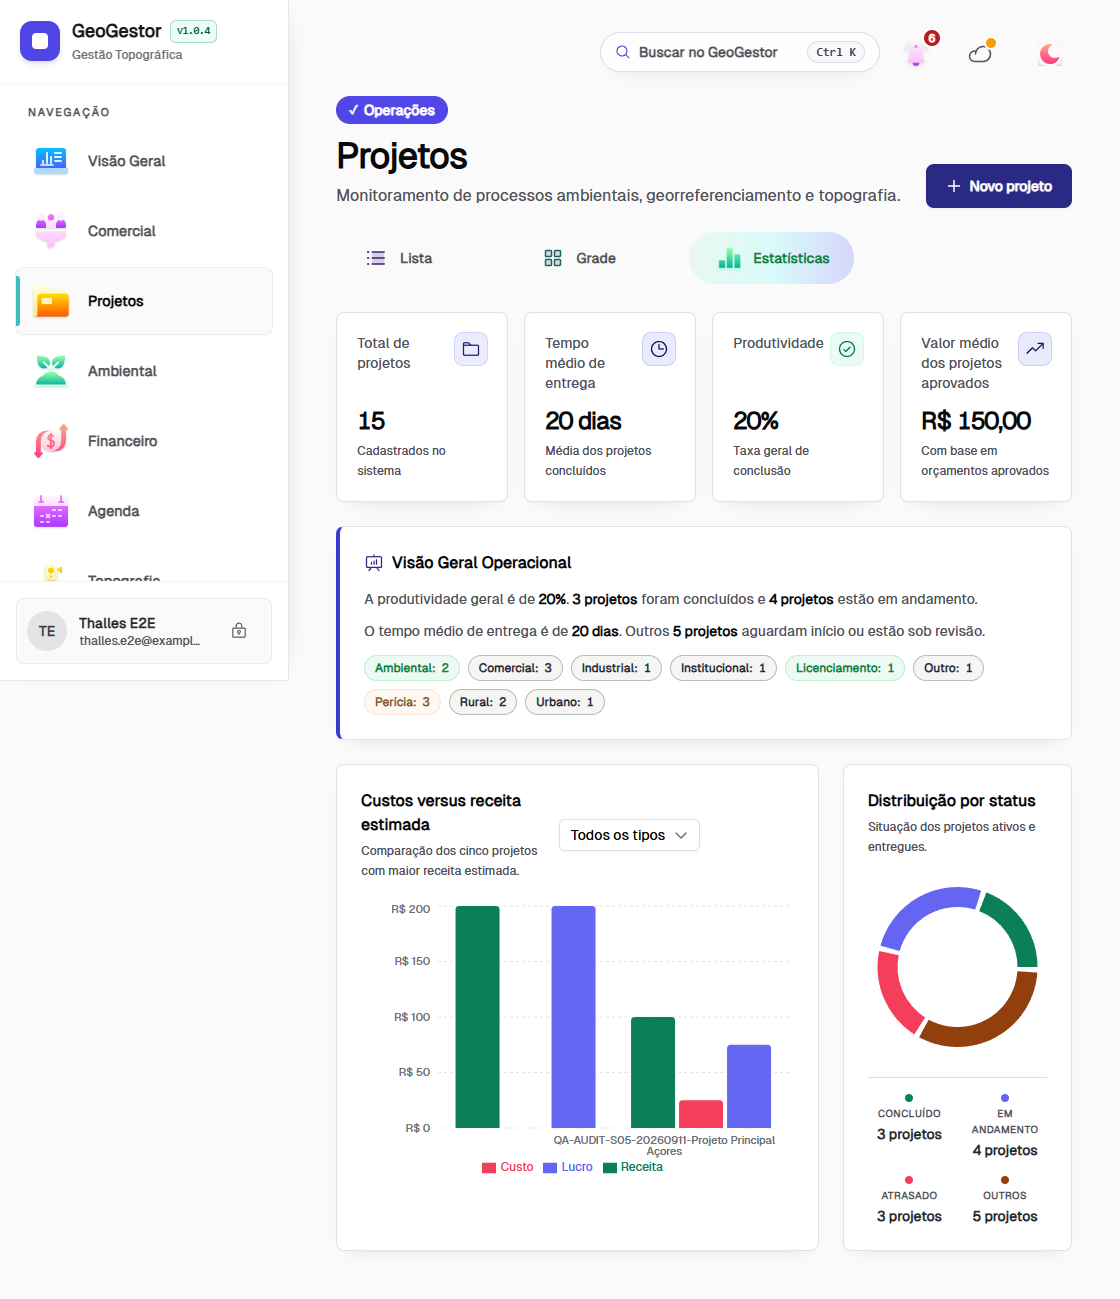 GeoGestor v1.0.4
Gestão Topográfica
NAVEGAÇÃO
Visão Geral
Comercial
Projetos
Ambiental
Financeiro
Agenda
Topografia
TE
Thalles E2E
thalles.e2e@exampl...
Buscar no GeoGestor Ctrl K
6
✓ Operações
Projetos
Monitoramento de processos ambientais, georreferenciamento e topografia.
Novo projeto
Lista
Grade
Estatísticas
Total de
projetos
15
Cadastrados no
sistema
Tempo
médio de
entrega
20 dias
Média dos projetos
concluídos
Produtividade
20%
Taxa geral de
conclusão
Valor médio
dos projetos
aprovados
R$ 150,00
Com base em
orçamentos aprovados
Visão Geral Operacional
A produtividade geral é de 20%. 3 projetos foram concluídos e 4 projetos estão em andamento.
O tempo médio de entrega é de 20 dias. Outros 5 projetos aguardam início ou estão sob revisão.
Ambiental: 2 Comercial: 3 Industrial: 1 Institucional: 1 Licenciamento: 1 Outro: 1
Perícia: 3 Rural: 2 Urbano: 1
Custos versus receita
estimada
Comparação dos cinco projetos
com maior receita estimada.
Todos os tipos
R$ 200
R$ 150
R$ 100
R$ 50
R$ 0
QA-AUDIT-S05-20260911-Projeto Principal
Açores
Custo Lucro Receita
Distribuição por status
Situação dos projetos ativos e
entregues.
CONCLUÍDO
3 projetos
EM
ANDAMENTO
4 projetos
ATRASADO
3 projetos
OUTROS
5 projetos